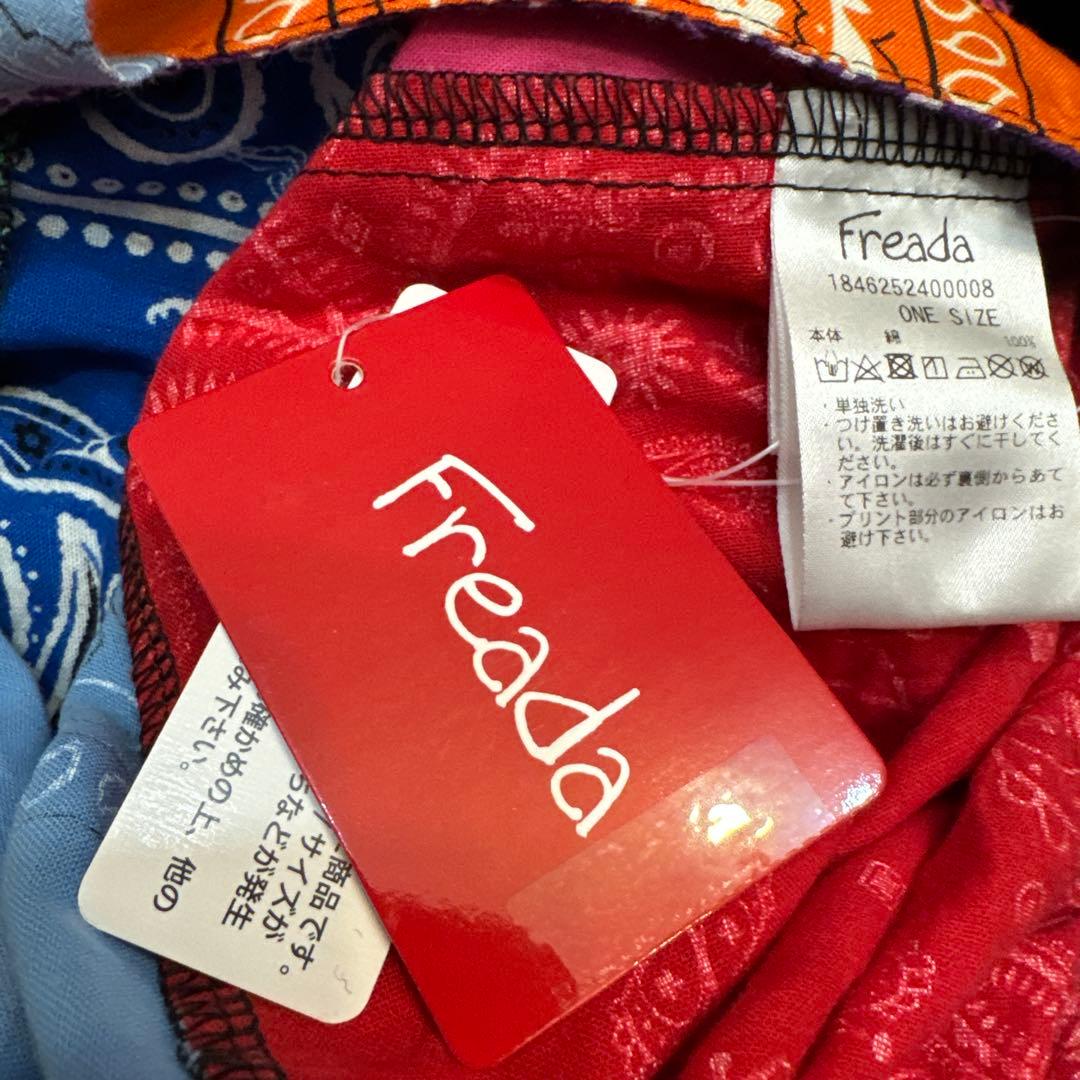 Freada
1846252400008
ONE SIZE
本体 綿 100%
・単独洗い
・つけ置き洗いはお避けくださ
い。洗濯後はすぐに干してく
ださい。
・アイロンは必ず裏側からあて
て下さい。
・プリント部分のアイロンはお
避け下さい。
Freada
商品です。
サイズが
などが発生
確かめの上、他の
み下さい。